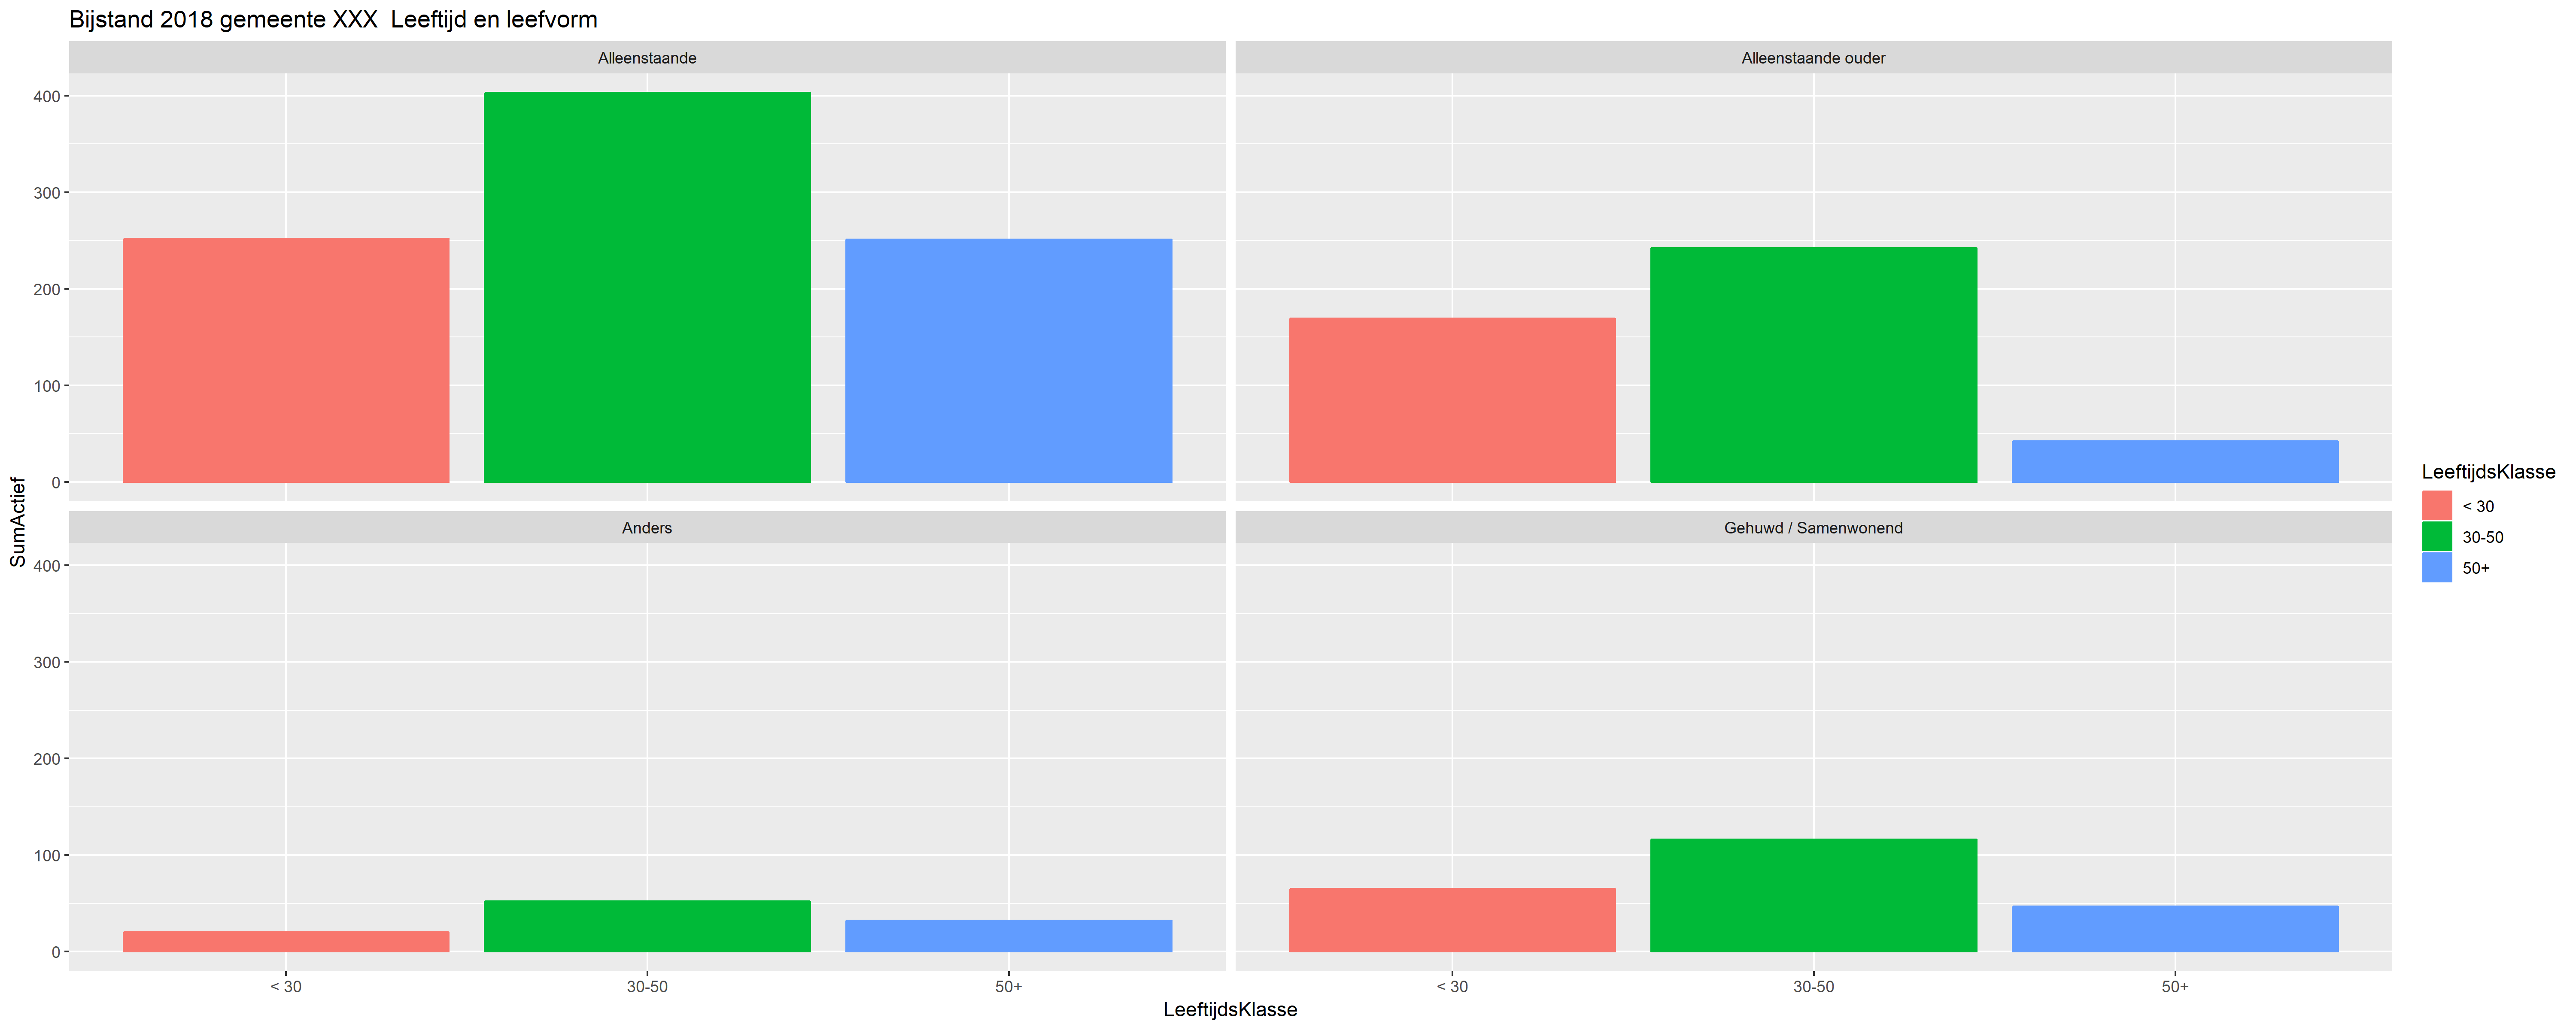 Bijstand 2018 gemeente XXX  Leeftijd en leefvorm
Alleenstaande
Alleenstaande ouder
400
300
200
100
0
Anders
Gehuwd / Samenwonend
400
300
200
100
0
SumActief
< 30
30-50
50+
< 30
30-50
50+
LeeftijdsKlasse
LeeftijdsKlasse
< 30
30-50
50+